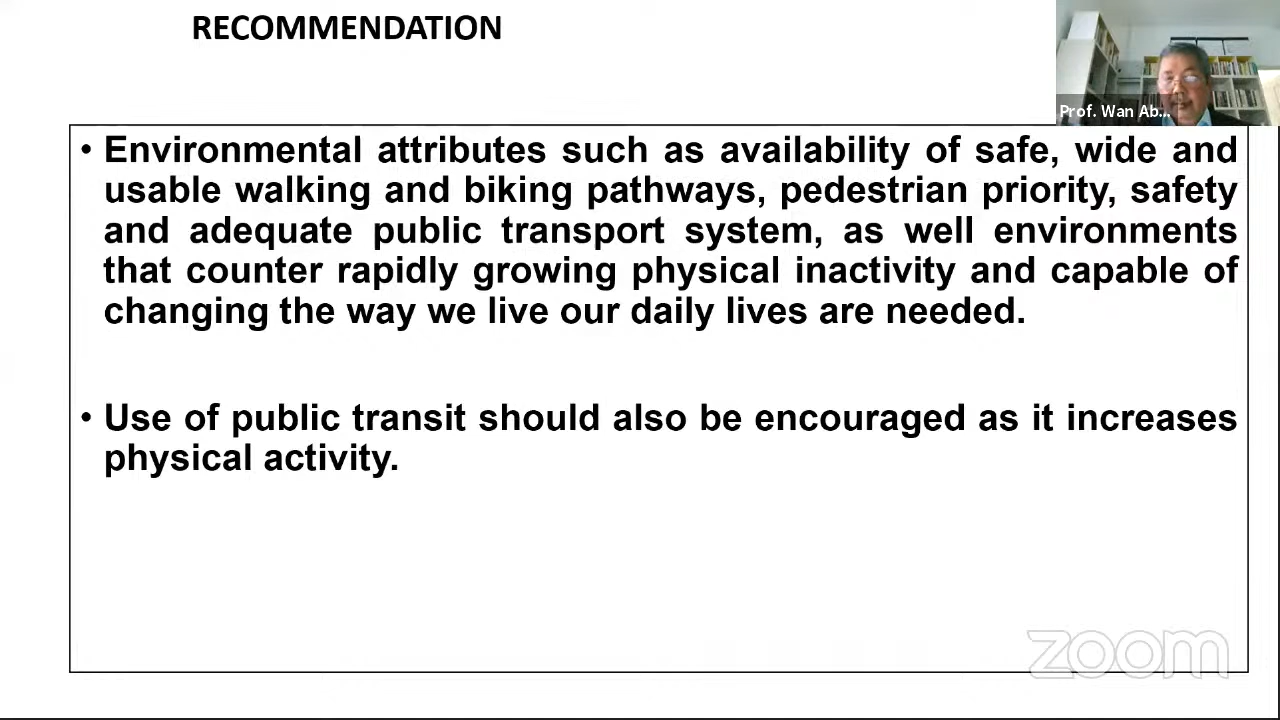 RECOMMENDATION
Prof. Wan Ab...
• Environmental attributes such as availability of safe, wide and
usable walking and biking pathways, pedestrian priority, safety
and adequate public transport system, as well environments
that counter rapidly growing physical inactivity and capable of
changing the way we live our daily lives are needed.
• Use of public transit should also be encouraged as it increases
physical activity.
zoom